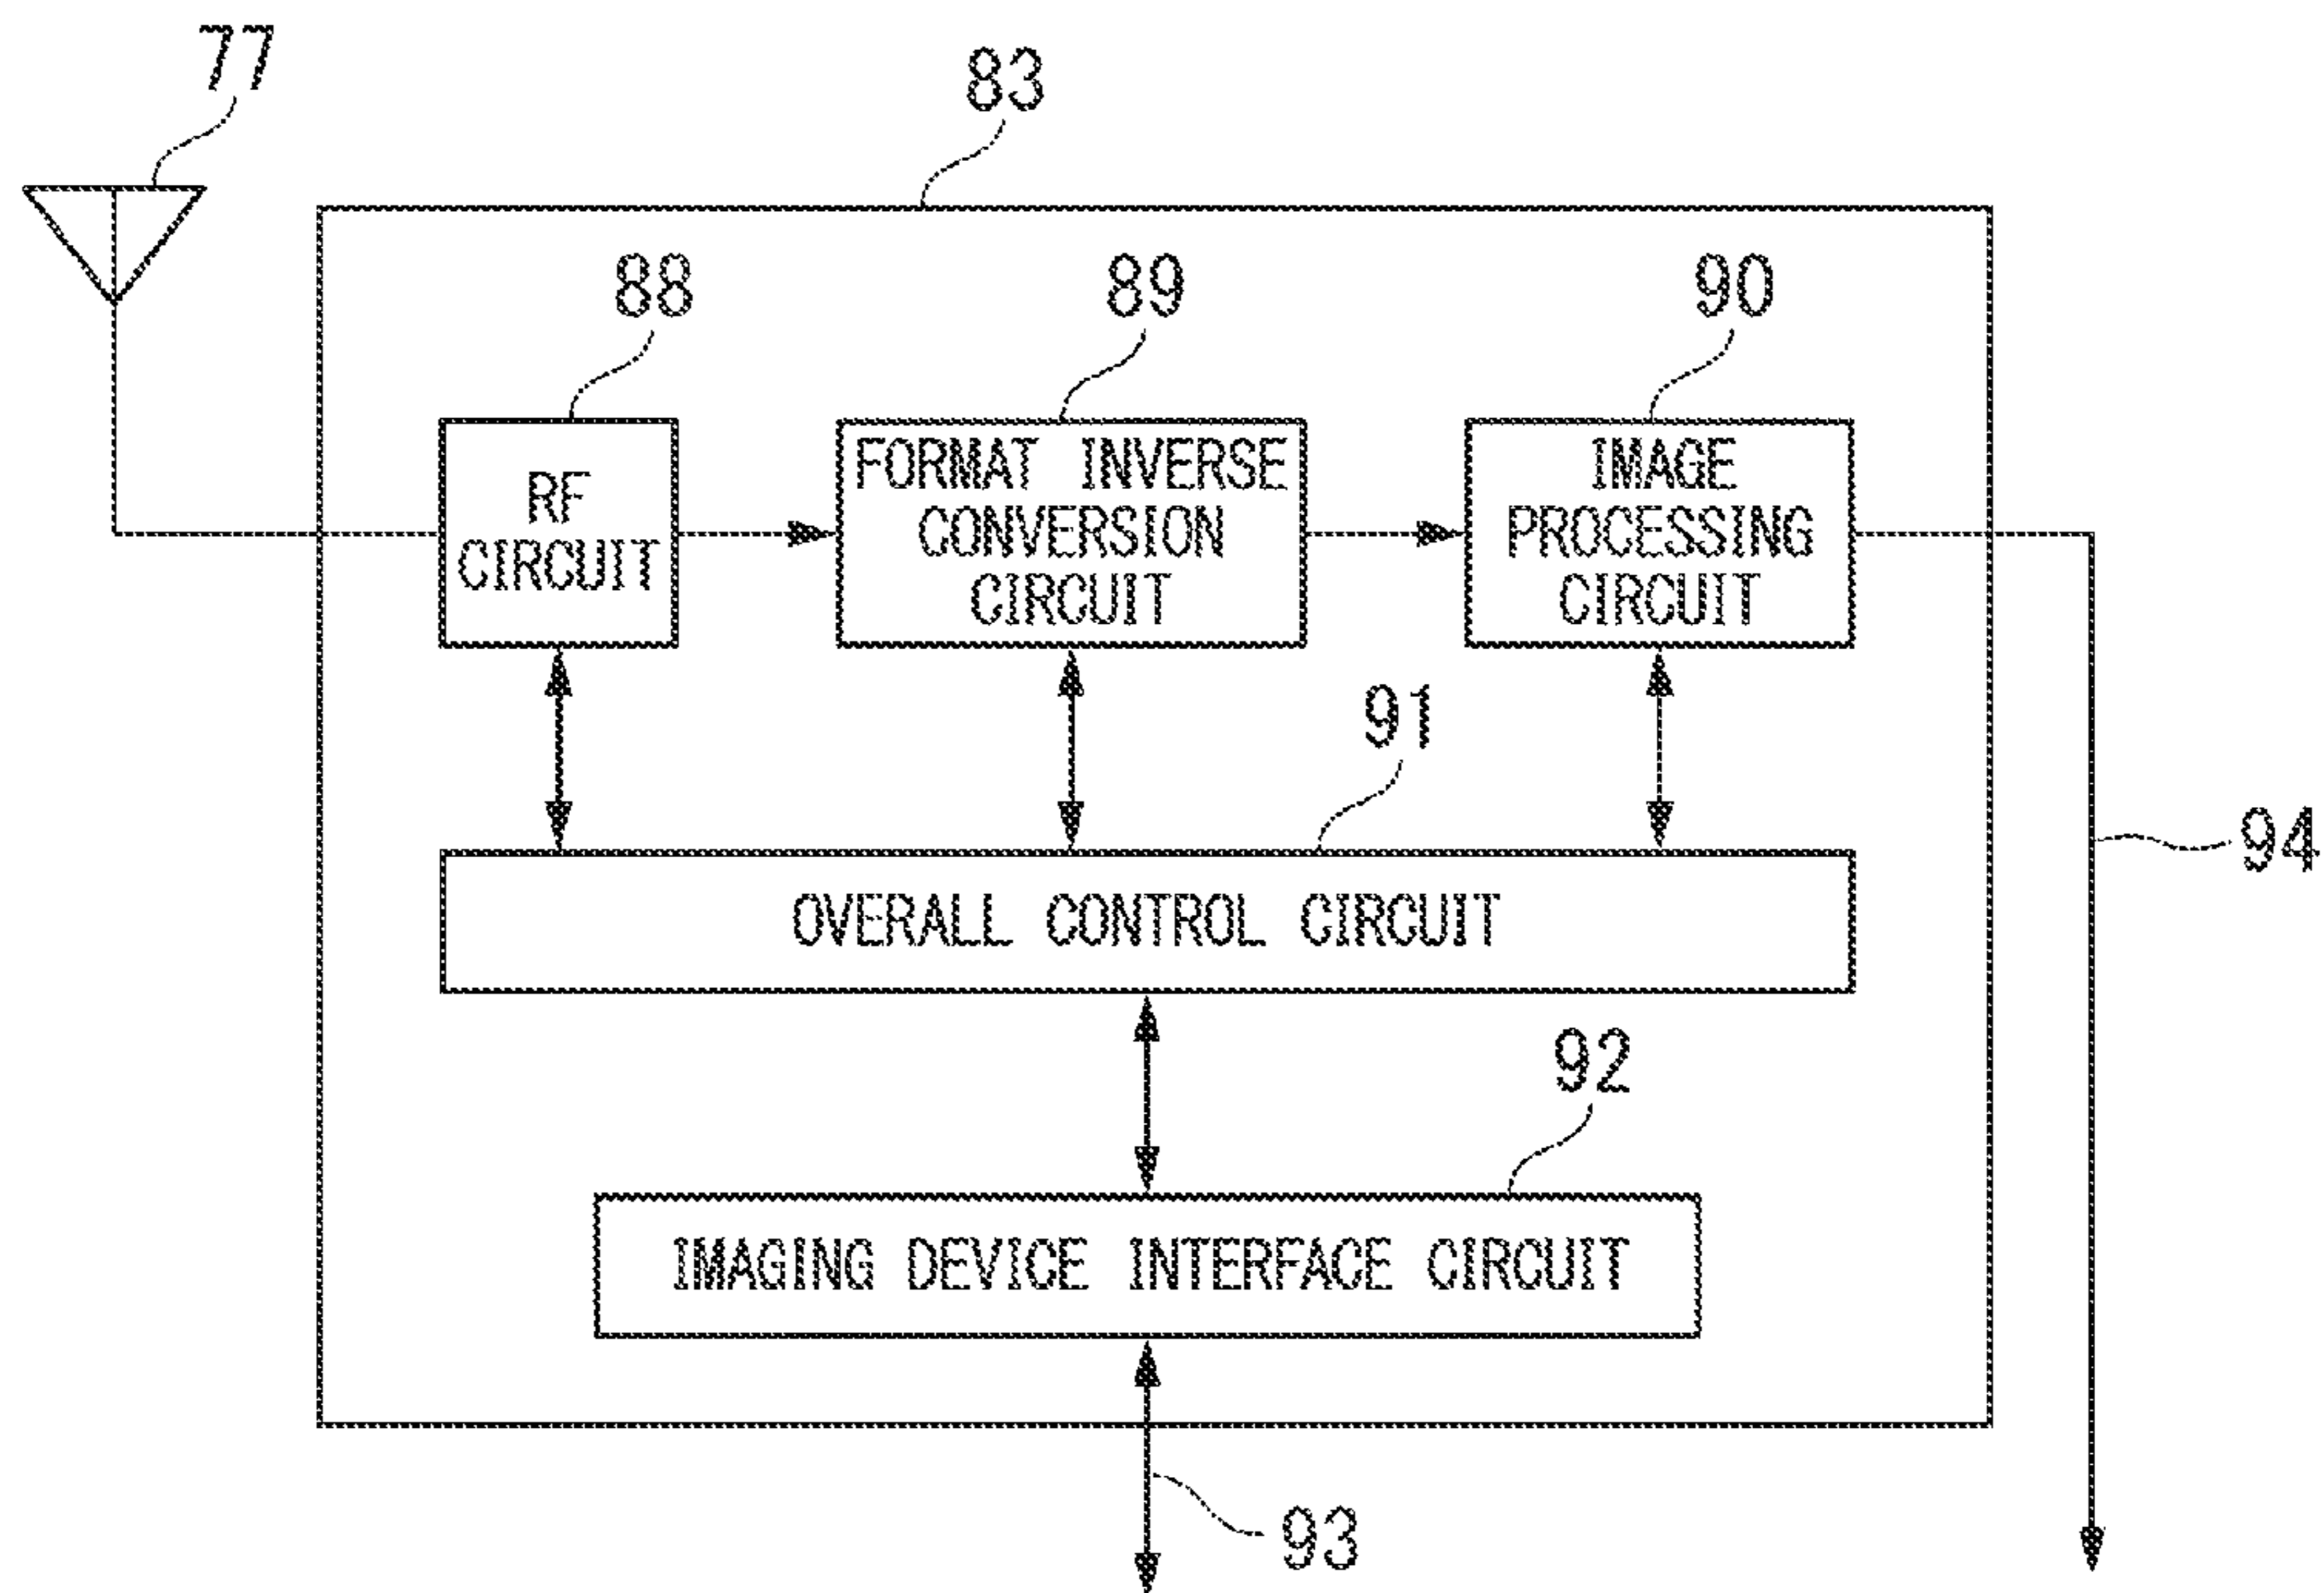 77
83
88
89
90
RF
CIRCUIT
FORMAT INVERSE
CONVERSION
CIRCUIT
IMAGE
PROCESSING
CIRCUIT
91
94
OVERALL CONTROL CIRCUIT
92
IMAGING DEVICE INTERFACE CIRCUIT
93